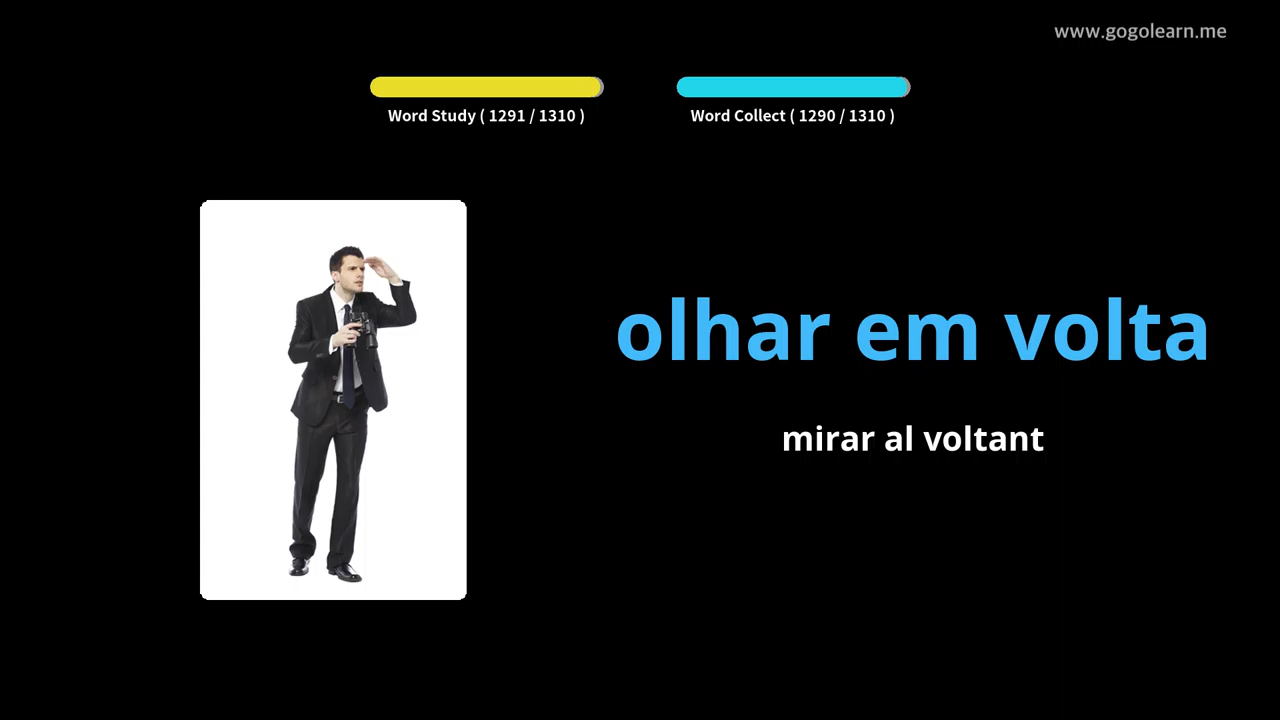 www.gogolearn.me
Word Study ( 1291 / 1310 )
Word Collect ( 1290 / 1310 )
olhar em volta
mirar al voltant